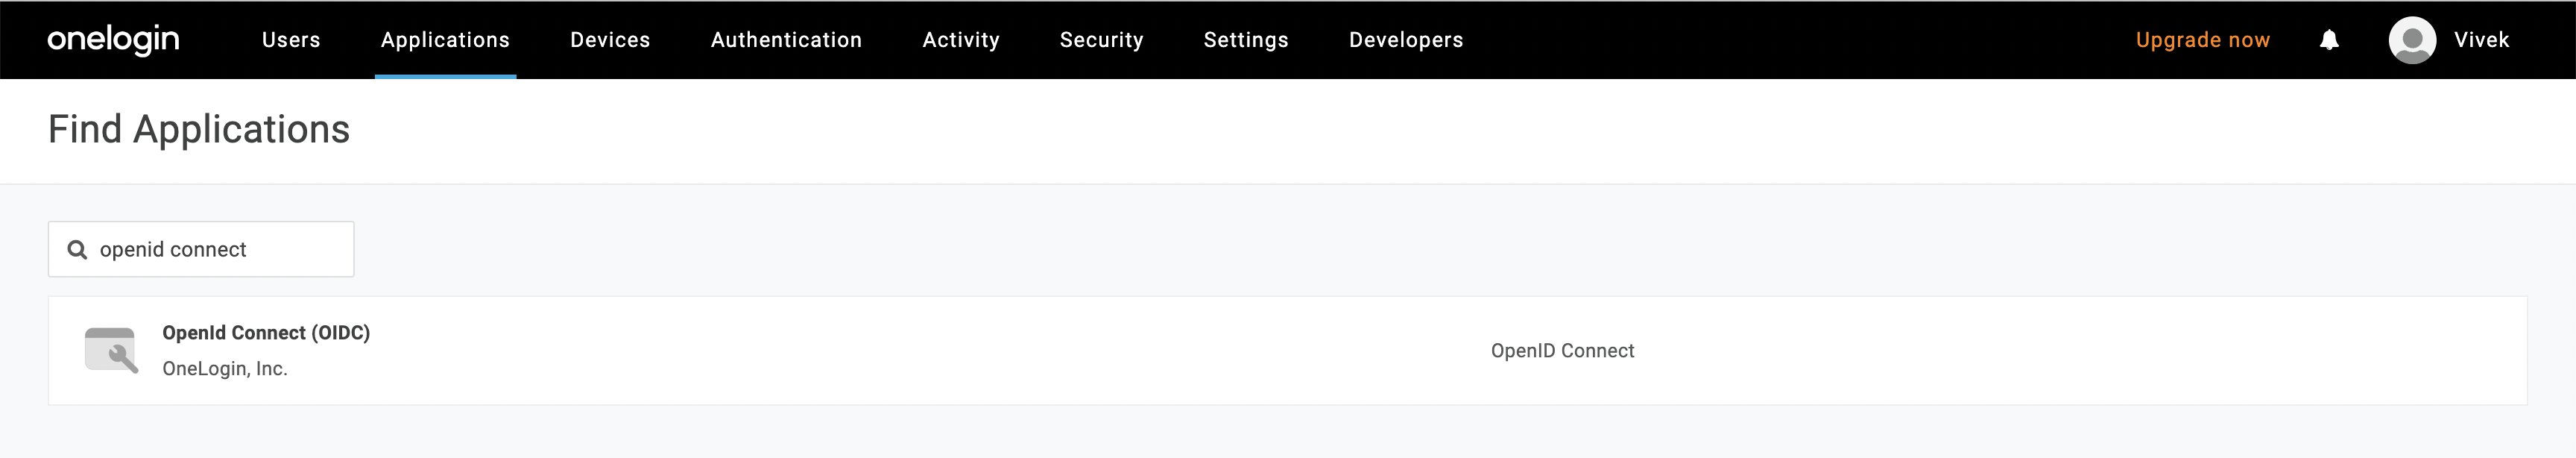 onelogin Users Applications Devices Authentication Activity Security Settings Developers Upgrade now Vivek
Find Applications
openid connect
OpenId Connect (OIDC)
OneLogin, Inc.
OpenID Connect